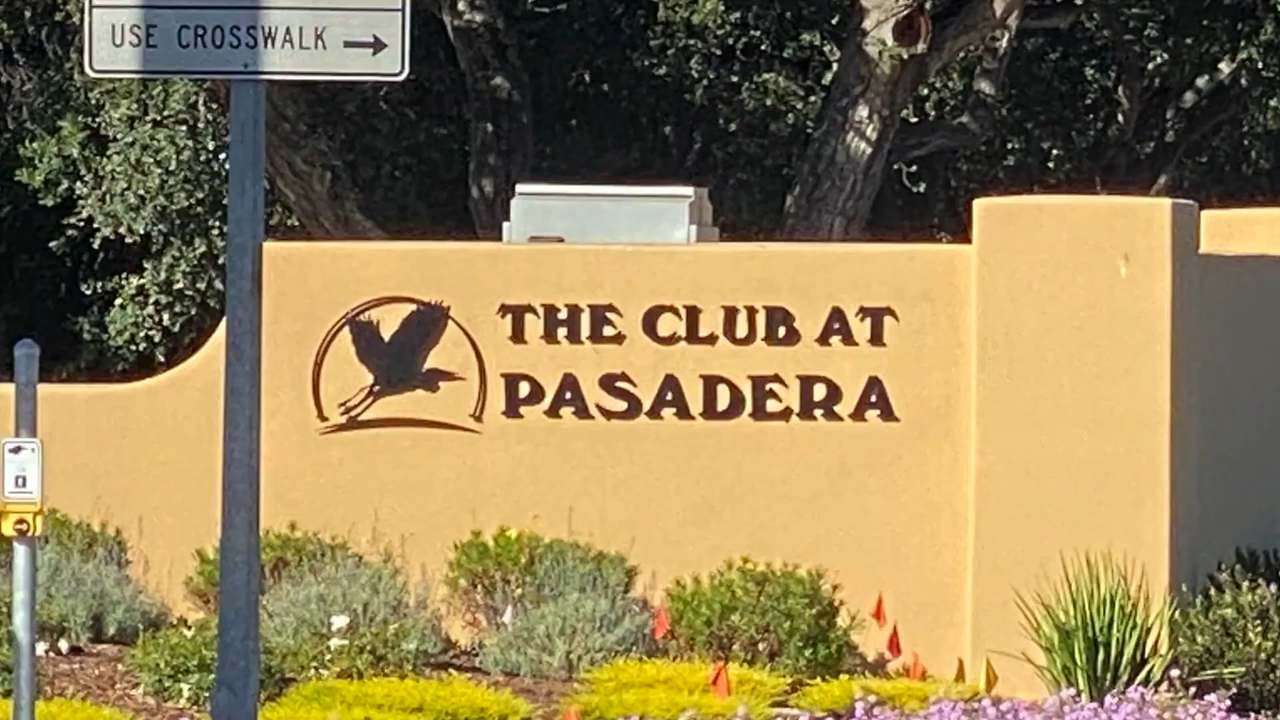 USE CROSSWALK →
THE CLUB AT
PASADERA